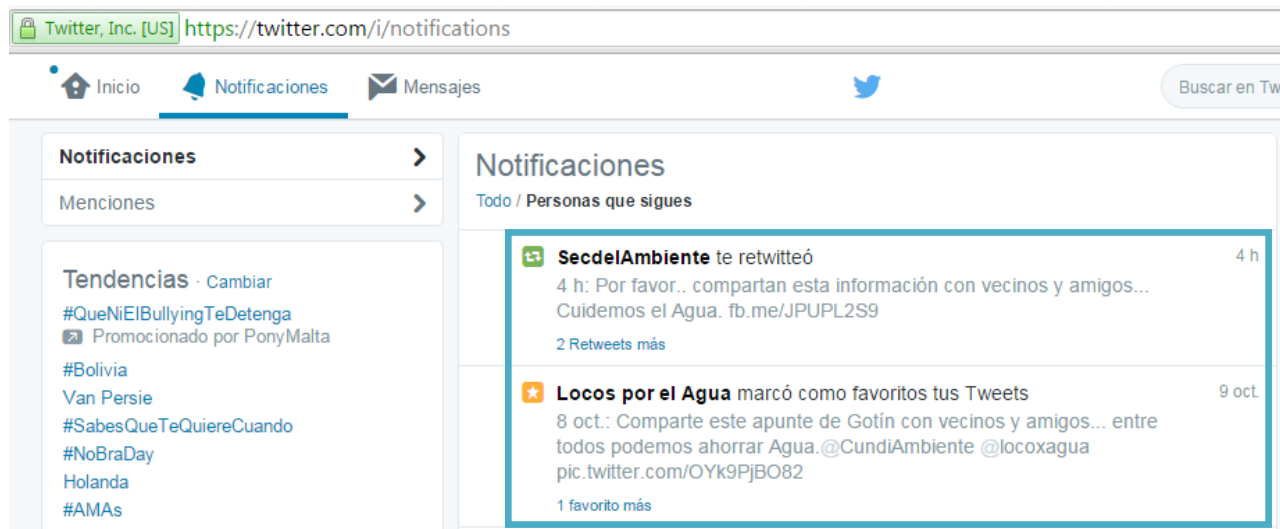 Twitter, Inc. [US] https://twitter.com/i/notifications
Inicio Notificaciones Mensajes Buscar en Tw
Notificaciones
Menciones
Tendencias · Cambiar
#QueNiElBullyingTeDetenga
Promocionado por PonyMalta
#Bolivia
Van Persie
#SabesQueTeQuiereCuando
#NoBraDay
Holanda
#AMAs
Notificaciones
Todo / Personas que sigues
SecdelAmbiente te retwitteó 4 h
4 h: Por favor.. compartan esta información con vecinos y amigos...
Cuidemos el Agua. fb.me/JPUPL2S9
2 Retweets más
Locos por el Agua marcó como favoritos tus Tweets 9 oct.
8 oct.: Comparte este apunte de Gotín con vecinos y amigos... entre
todos podemos ahorrar Agua.@CundiAmbiente @locoxagua
pic.twitter.com/OYk9PjBO82
1 favorito más